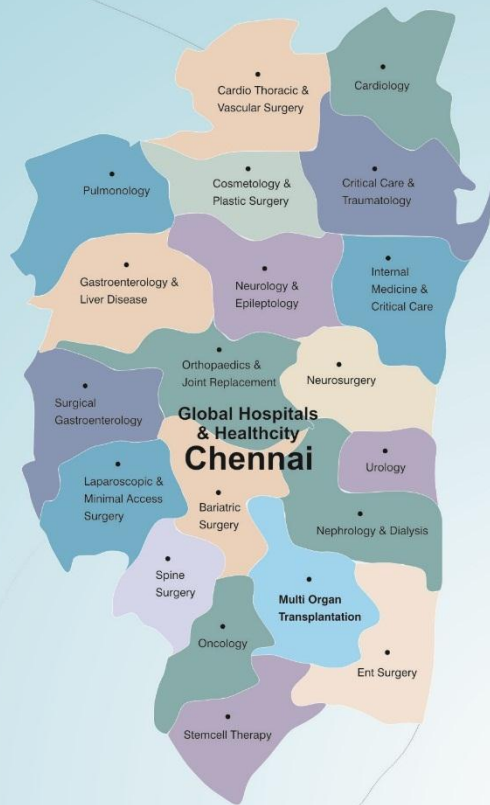 Cardio Thoracic &
Vascular Surgery
Cardiology
Pulmonology
Cosmetology &
Plastic Surgery
Critical Care &
Traumatology
Gastroenterology &
Liver Disease
Neurology &
Epileptology
Internal
Medicine &
Critical Care
Orthopaedics &
Joint Replacement
Neurosurgery
Surgical
Gastroenterology
Global Hospitals
& Healthcity
Chennai
Urology
Laparoscopic &
Minimal Access
Surgery
Bariatric
Surgery
Nephrology & Dialysis
Spine
Surgery
Multi Organ
Transplantation
Oncology
Ent Surgery
Stemcell Therapy